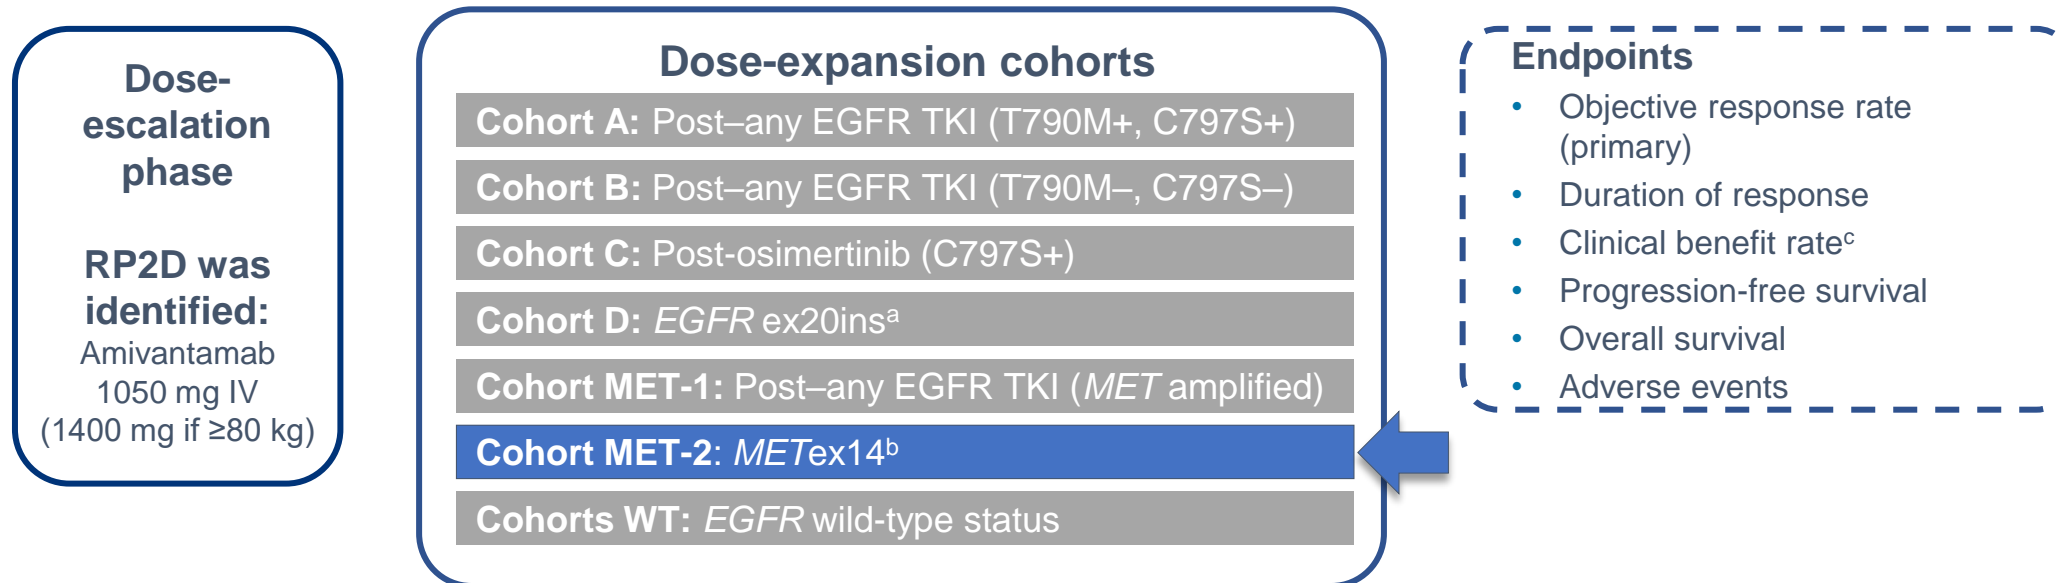 Dose-
escalation
phase
RP2D was
identified:
Amivantamab
1050 mg IV
(1400 mg if ≥80 kg)
Dose-expansion cohorts
Cohort A: Post–any EGFR TKI (T790M+, C797S+)
Cohort B: Post–any EGFR TKI (T790M–, C797S–)
Cohort C: Post-osimertinib (C797S+)
Cohort D: EGFR ex20insᵃ
Cohort MET-1: Post–any EGFR TKI (MET amplified)
Cohort MET-2: METex14ᵇ
Cohorts WT: EGFR wild-type status
Endpoints
• Objective response rate
(primary)
• Duration of response
• Clinical benefit rateᶜ
• Progression-free survival
• Overall survival
• Adverse events